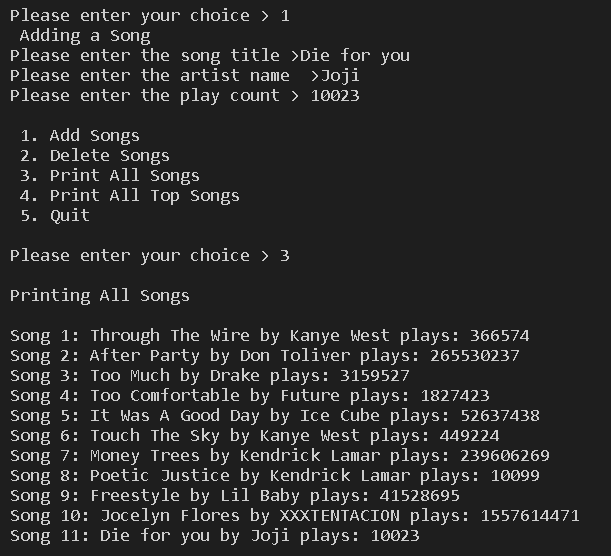 Please enter your choice > 1
Adding a Song
Please enter the song title >Die for you
Please enter the artist name  >Joji
Please enter the play count > 10023
1. Add Songs
2. Delete Songs
3. Print All Songs
4. Print All Top Songs
5. Quit
Please enter your choice > 3
Printing All Songs
Song 1: Through The Wire by Kanye West plays: 366574
Song 2: After Party by Don Toliver plays: 265530237
Song 3: Too Much by Drake plays: 3159527
Song 4: Too Comfortable by Future plays: 1827423
Song 5: It Was A Good Day by Ice Cube plays: 52637438
Song 6: Touch The Sky by Kanye West plays: 449224
Song 7: Money Trees by Kendrick Lamar plays: 239606269
Song 8: Poetic Justice by Kendrick Lamar plays: 10099
Song 9: Freestyle by Lil Baby plays: 41528695
Song 10: Jocelyn Flores by XXXTENTACION plays: 1557614471
Song 11: Die for you by Joji plays: 10023